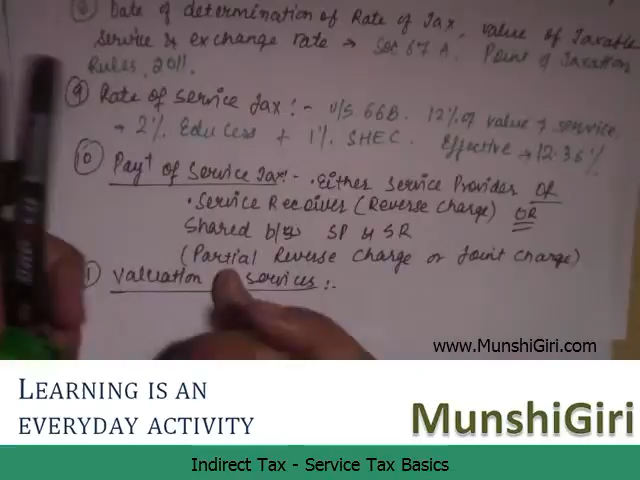 ⑧ Date of determination of Rate of Tax, value of Taxable
Service & exchange rate → Sec 67 A. Point of Taxation
Rules, 2011.
⑨ Rate of Service Tax :- U/S 66B. 12% of value of service
→ 2% Edu Cess + 1% SHEC. Effective → 12.36%
⑩ Payt of Service Tax :- • Either Service Provider OR
• Service Receiver (Reverse Charge) OR
Shared b/w SP & SR
(Partial Reverse Charge or Joint Charge)
Valuation services :-
www.MunshiGiri.com
LEARNING IS AN
EVERYDAY ACTIVITY
MunshiGiri
Indirect Tax - Service Tax Basics